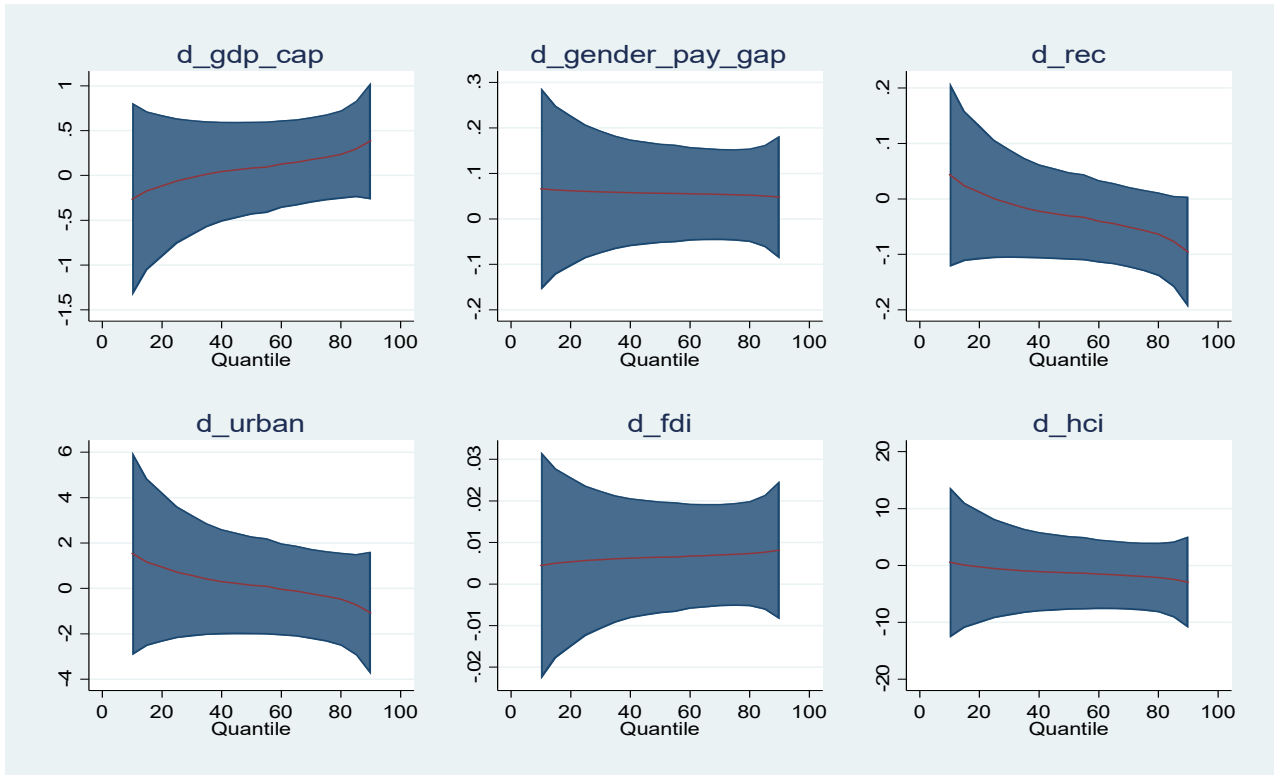 d_gdp_cap
1
.5
0
-.5
-1
-1.5
0 20 40 60 80 100
Quantile
d_gender_pay_gap
.3
.2
.1
0
-.1
-.2
0 20 40 60 80 100
Quantile
d_rec
.2
.1
0
-.1
-.2
0 20 40 60 80 100
Quantile
d_urban
6
4
2
0
-2
-4
0 20 40 60 80 100
Quantile
d_fdi
.03
.02
.01
0
-.01
-.02
0 20 40 60 80 100
Quantile
d_hci
20
10
0
-10
-20
0 20 40 60 80 100
Quantile